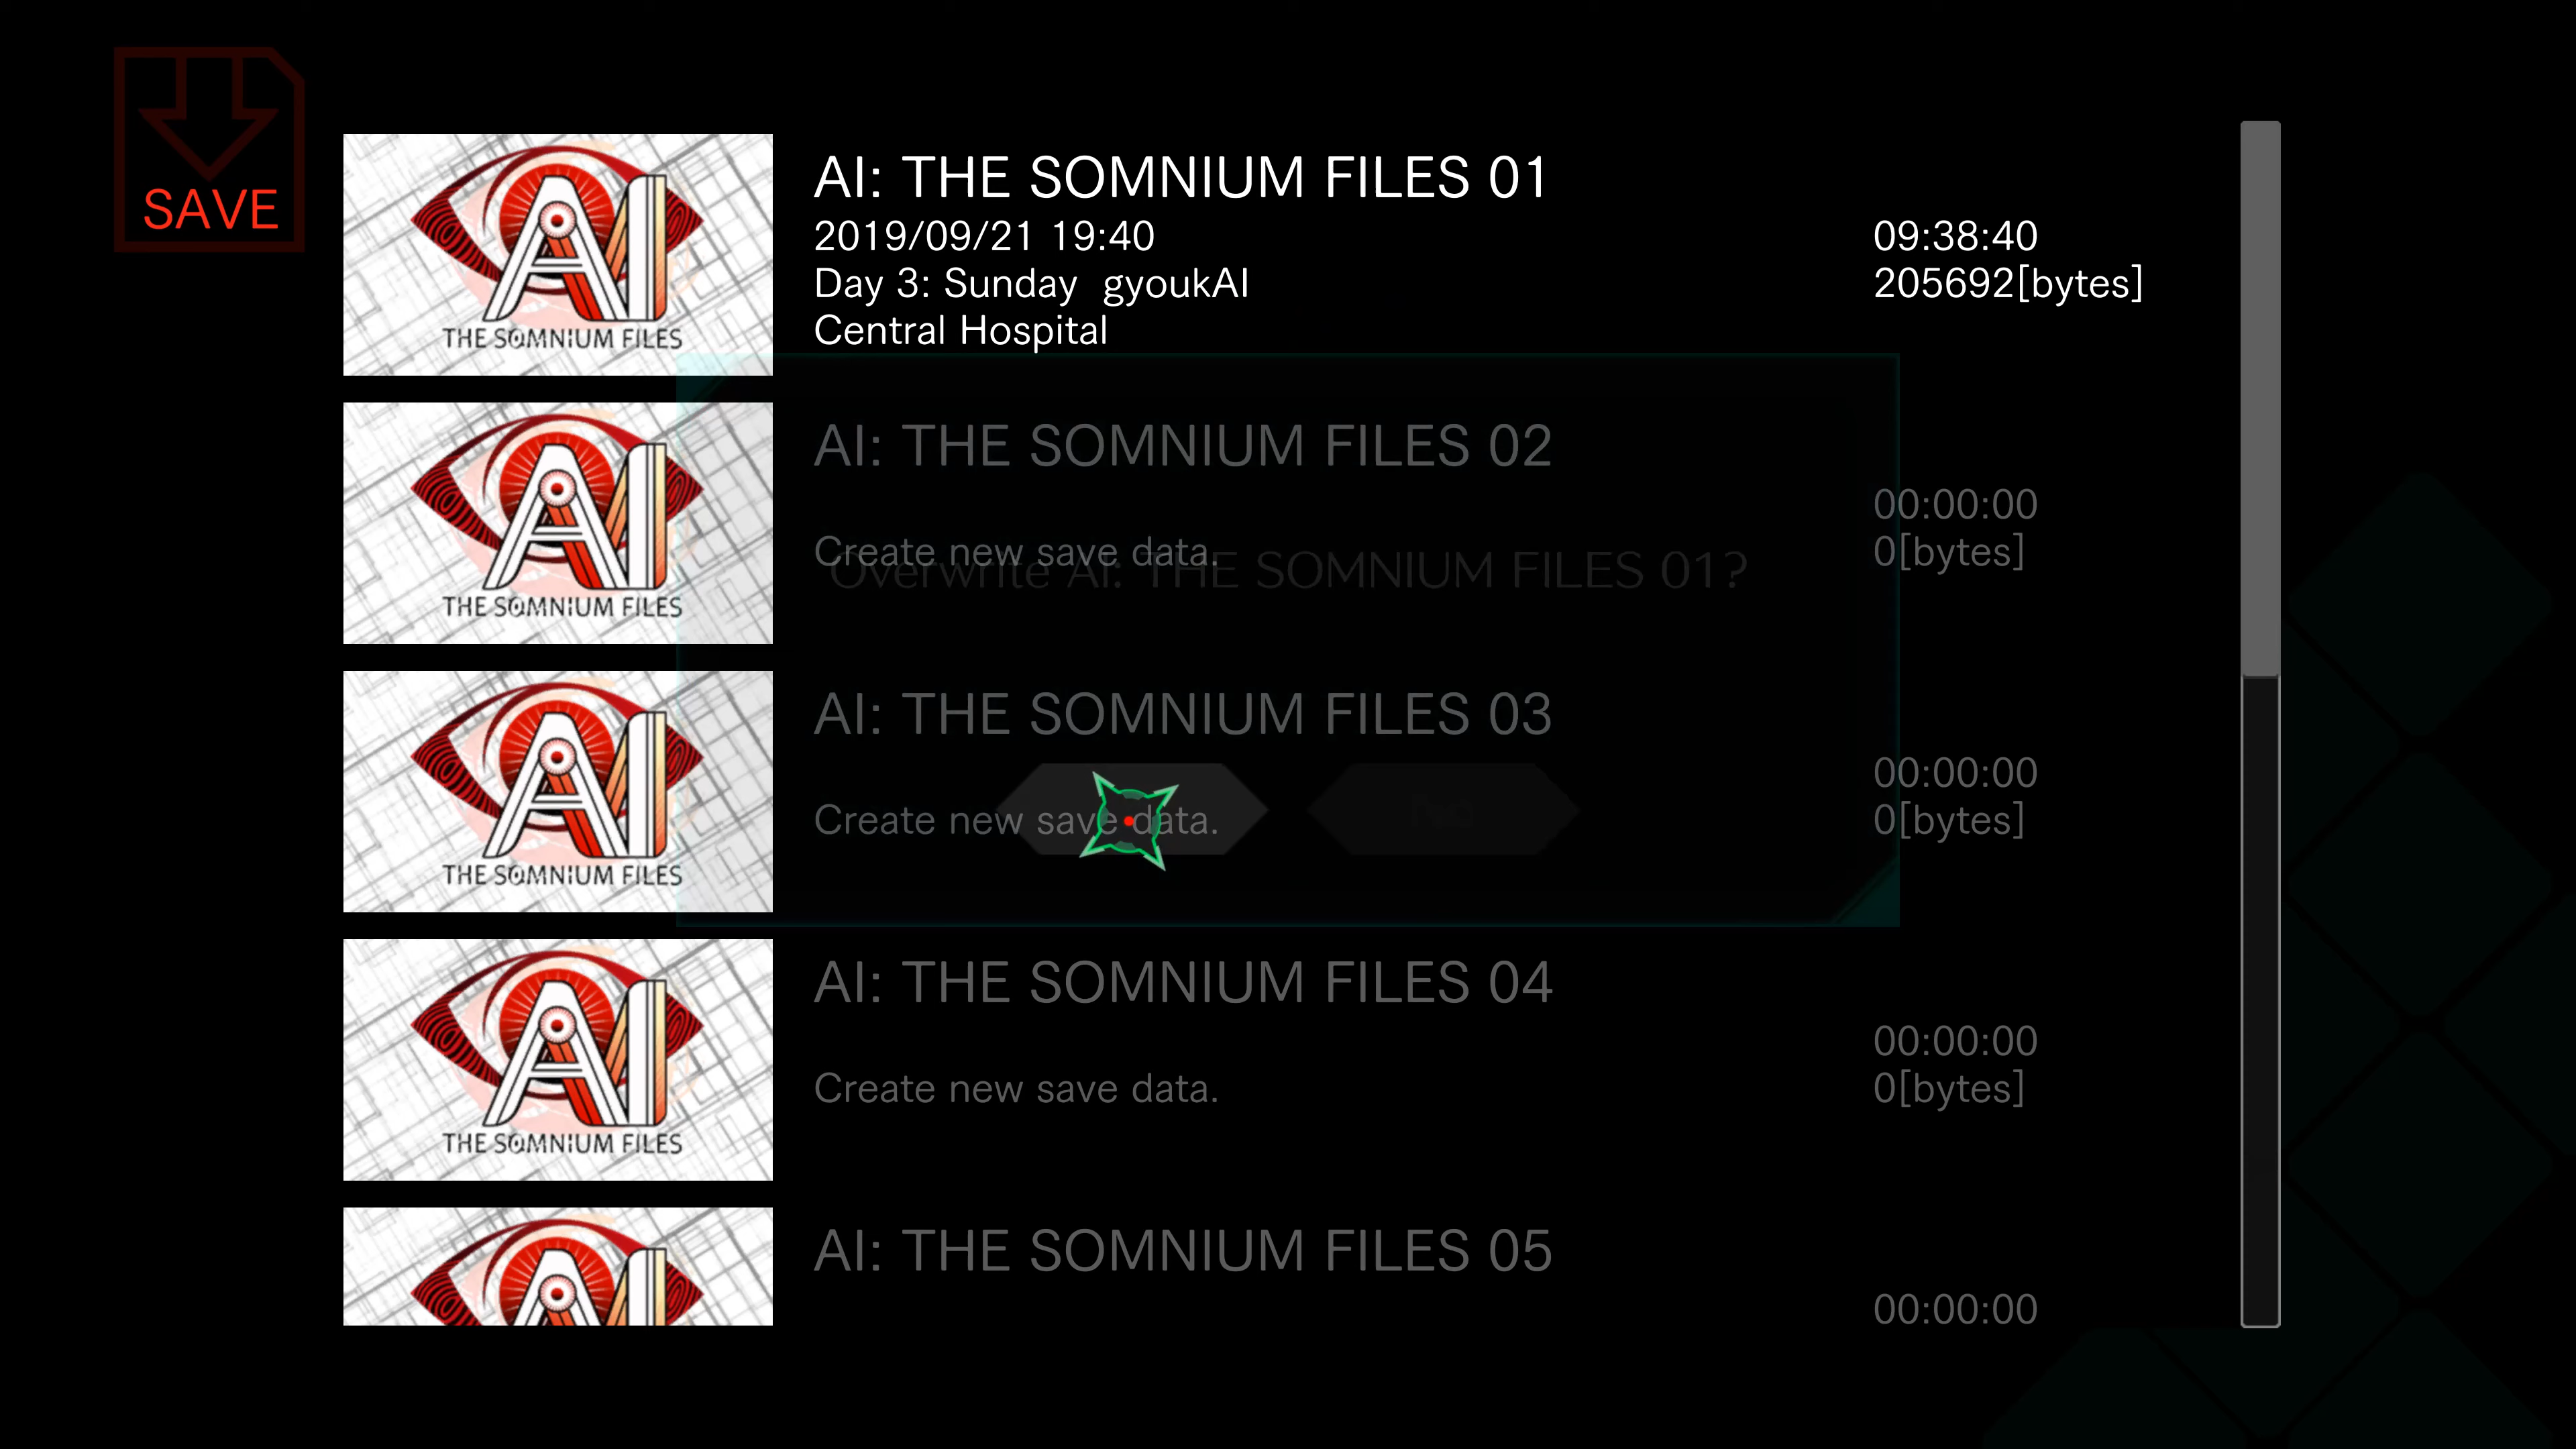 SAVE
AI: THE SOMNIUM FILES 01
2019/09/21 19:40
09:38:40
Day 3: Sunday gyoukAI
205692[bytes]
Central Hospital
THE SOMNIUM FILES
AI: THE SOMNIUM FILES 02
00:00:00
Create new save data.
0[bytes]
Overwrite AI: THE SOMNIUM FILES 01?
THE SOMNIUM FILES
AI: THE SOMNIUM FILES 03
00:00:00
Create new save data.
0[bytes]
THE SOMNIUM FILES
AI: THE SOMNIUM FILES 04
00:00:00
Create new save data.
0[bytes]
THE SOMNIUM FILES
AI: THE SOMNIUM FILES 05
00:00:00